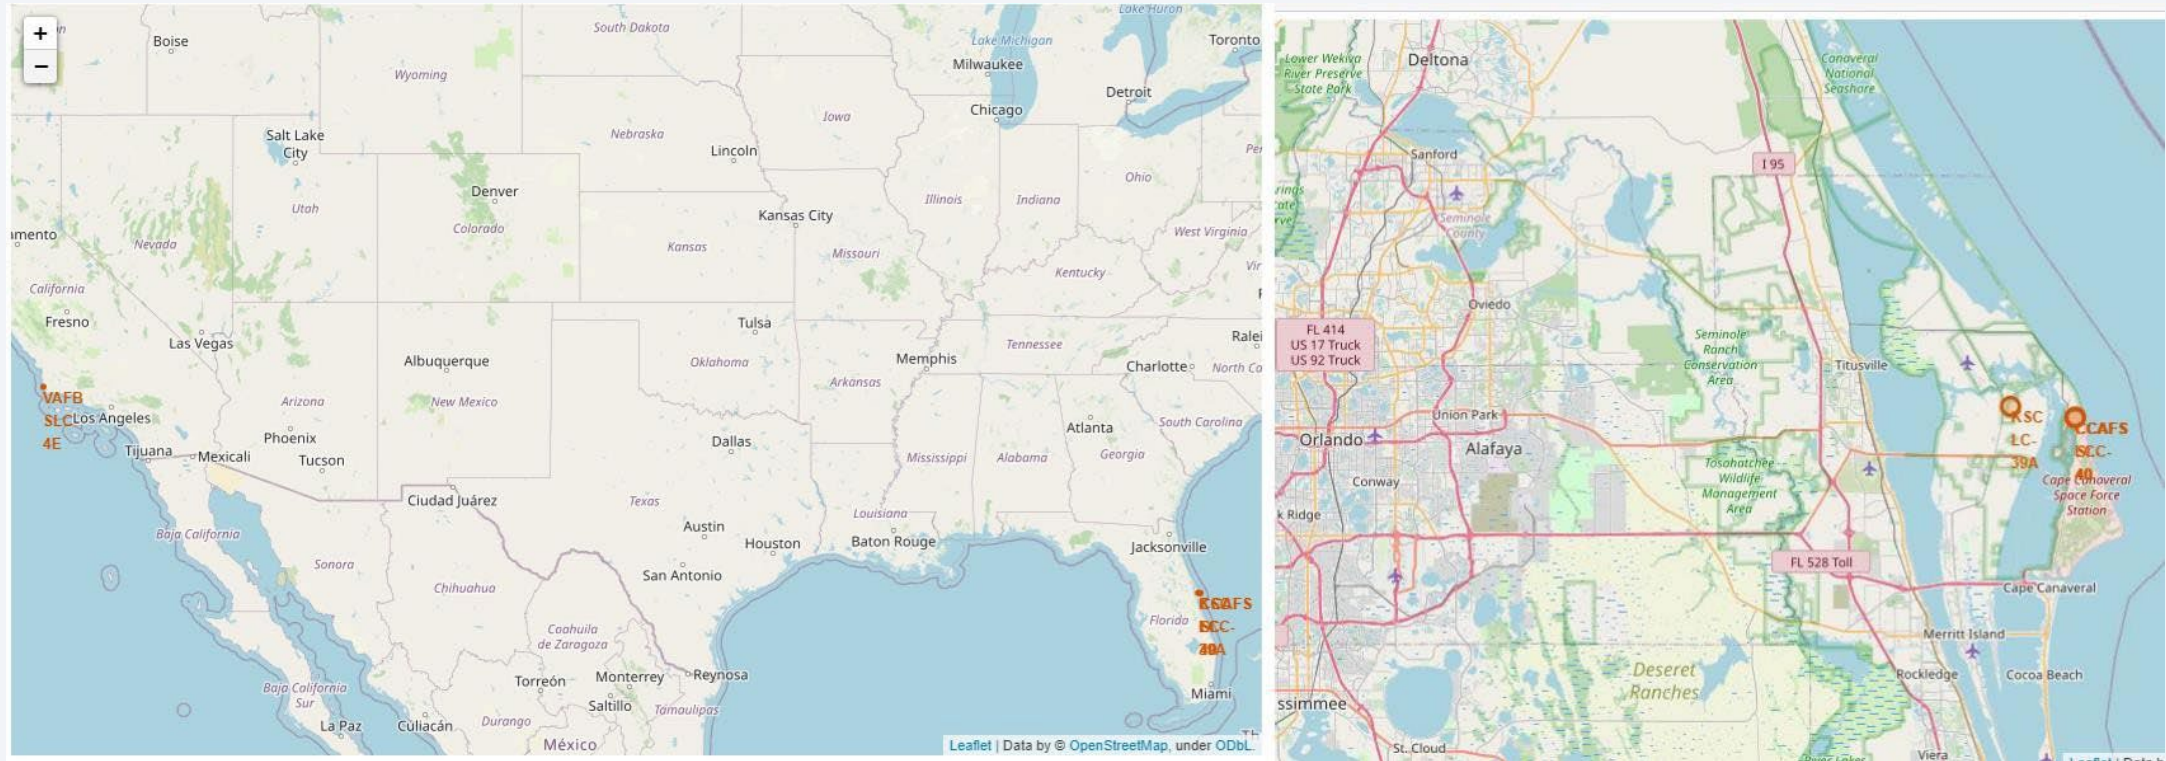 +
−
Boise
South Dakota
Lake Huron
Toronto
Lake Michigan
Wyoming
Milwaukee
Detroit
Chicago
Iowa
Salt Lake
City
Nebraska
Lincoln
Ohio
Denver
Utah
Illinois
Indiana
Kansas City
Colorado
Nevada
Kansas
Missouri
West Virginia
Kentucky
California
Fresno
Tulsa
Las Vegas
Tennessee
Albuquerque
Oklahoma
Memphis
Charlotte
Arkansas
VAFB
SLC-
4E
Los Angeles
Arizona
New Mexico
South Carolina
Atlanta
Phoenix
Dallas
Tijuana
Mexicali
Tucson
Mississippi
Alabama
Georgia
Ciudad Juárez
Texas
Louisiana
Austin
Baja California
Houston
Baton Rouge
Jacksonville
Sonora
San Antonio
Chihuahua
Florida
Coahuila
de Zaragoza
Monterrey
Reynosa
Torreón
Baja California
Sur
Miami
Saltillo
Tamaulipas
La Paz
Culiacán
Durango
México
Leaflet | Data by © OpenStreetMap, under ODbL.
Lower Wekiva
River Preserve
State Park
Deltona
Canaveral
National
Seashore
Sanford
I 95
Seminole
County
Oviedo
FL 414
US 17 Truck
US 92 Truck
Seminole
Ranch
Conservation
Area
Titusville
KSC
LC-
39A
CCAFS
Union Park
Orlando
Alafaya
Tosohatchee
Wildlife
Management
Area
Cape Canaveral
Space Force
Station
Conway
k Ridge
FL 528 Toll
Cape Canaveral
Merritt Island
Deseret
Ranches
Rockledge
Cocoa Beach
ssimmee
St. Cloud
Viera